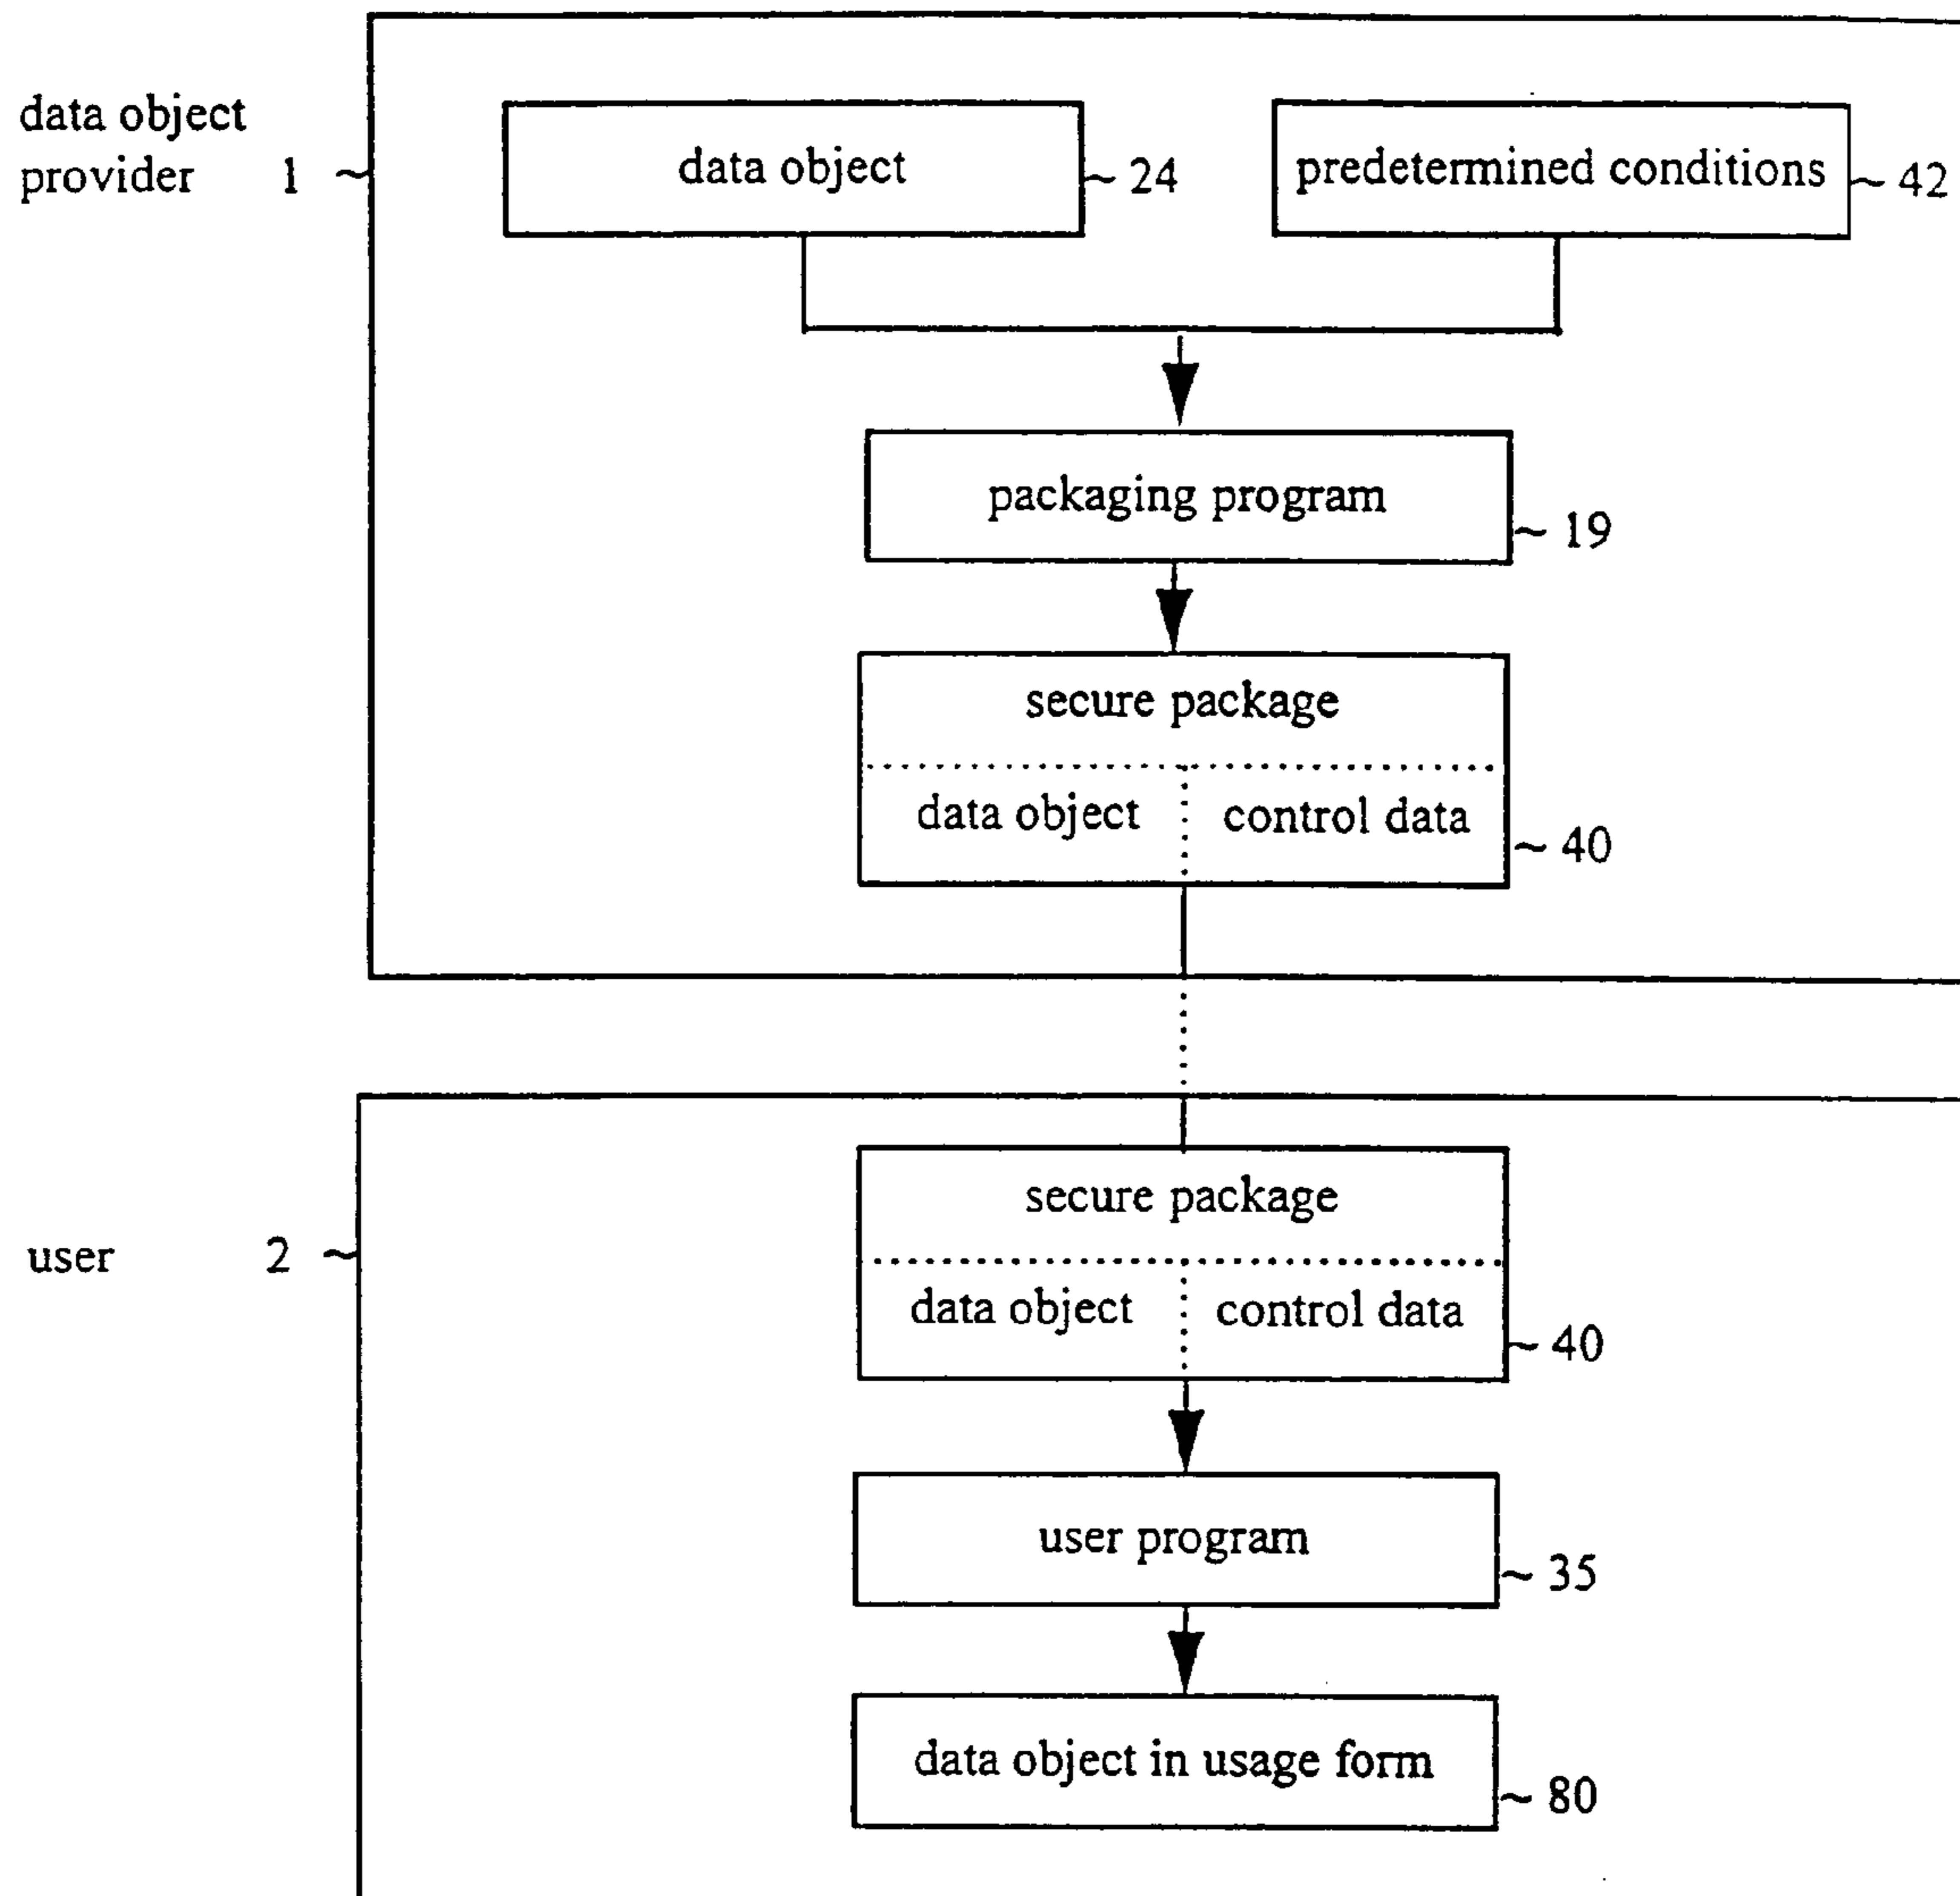 data object
provider 1
data object 24
predetermined conditions 42
packaging program 19
secure package
data object control data 40
user 2
secure package
data object control data 40
user program 35
data object in usage form 80